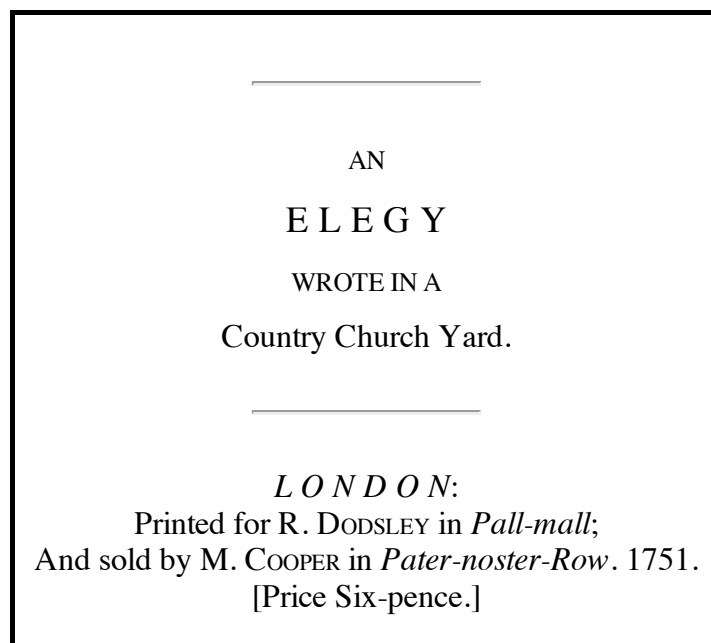 AN
E L E G Y
WROTE IN A
Country Church Yard.
L O N D O N:
Printed for R. DODSLEY in Pall-mall;
And sold by M. COOPER in Pater-noster-Row. 1751.
[Price Six-pence.]